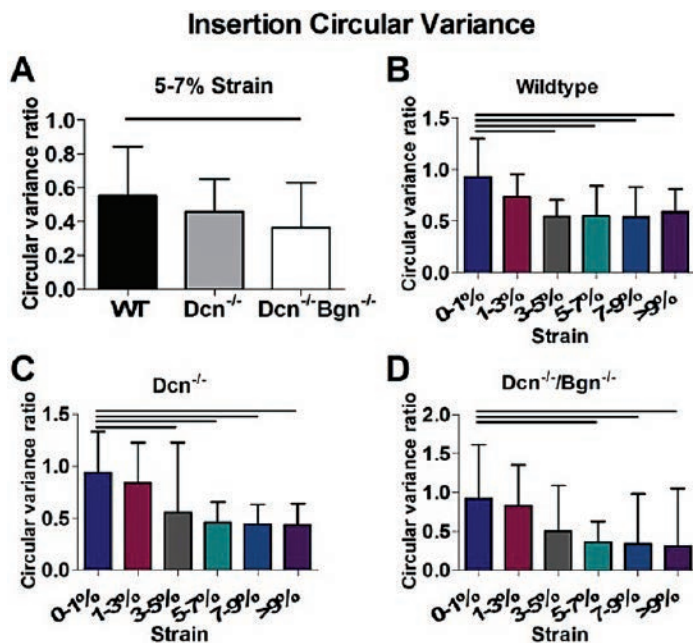 Insertion Circular Variance
A
5-7% Strain
Circular variance ratio
1.0
0.8
0.6
0.4
0.2
0.0
WT Dcn⁻/⁻ Dcn⁻/⁻Bgn⁻/⁻
B
Wildtype
Circular variance ratio
1.5
1.0
0.5
0.0
0-1% 1-3% 3-5% 5-7% 7-9% >9%
Strain
C
Dcn⁻/⁻
Circular variance ratio
1.5
1.0
0.5
0.0
0-1% 1-3% 3-5% 5-7% 7-9% >9%
Strain
D
Dcn⁻/⁻/Bgn⁻/⁻
Circular variance ratio
2.0
1.5
1.0
0.5
0.0
0-1% 1-3% 3-5% 5-7% 7-9% >9%
Strain